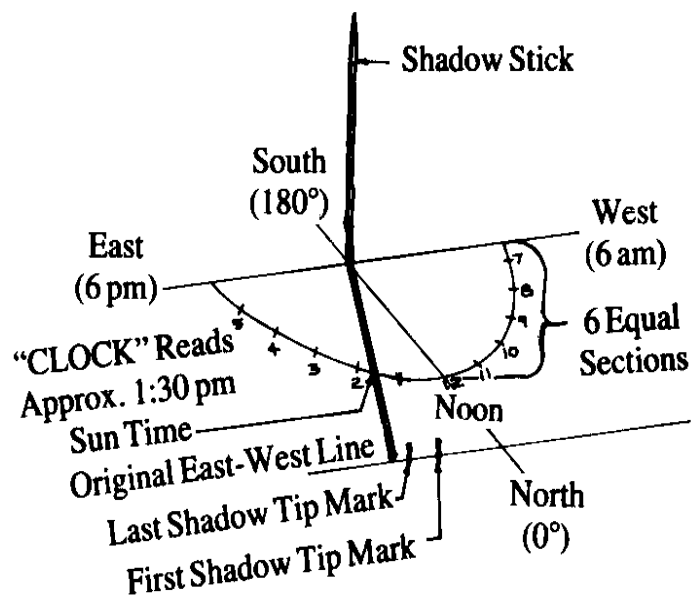 Shadow Stick
South
(180°)
West
(6 am)
East
(6 pm)
7
8
9
10
11
12
1
2
3
4
5
6 Equal
Sections
"CLOCK" Reads
Approx. 1:30 pm
Sun Time
Noon
Original East-West Line
Last Shadow Tip Mark
First Shadow Tip Mark
North
(0°)